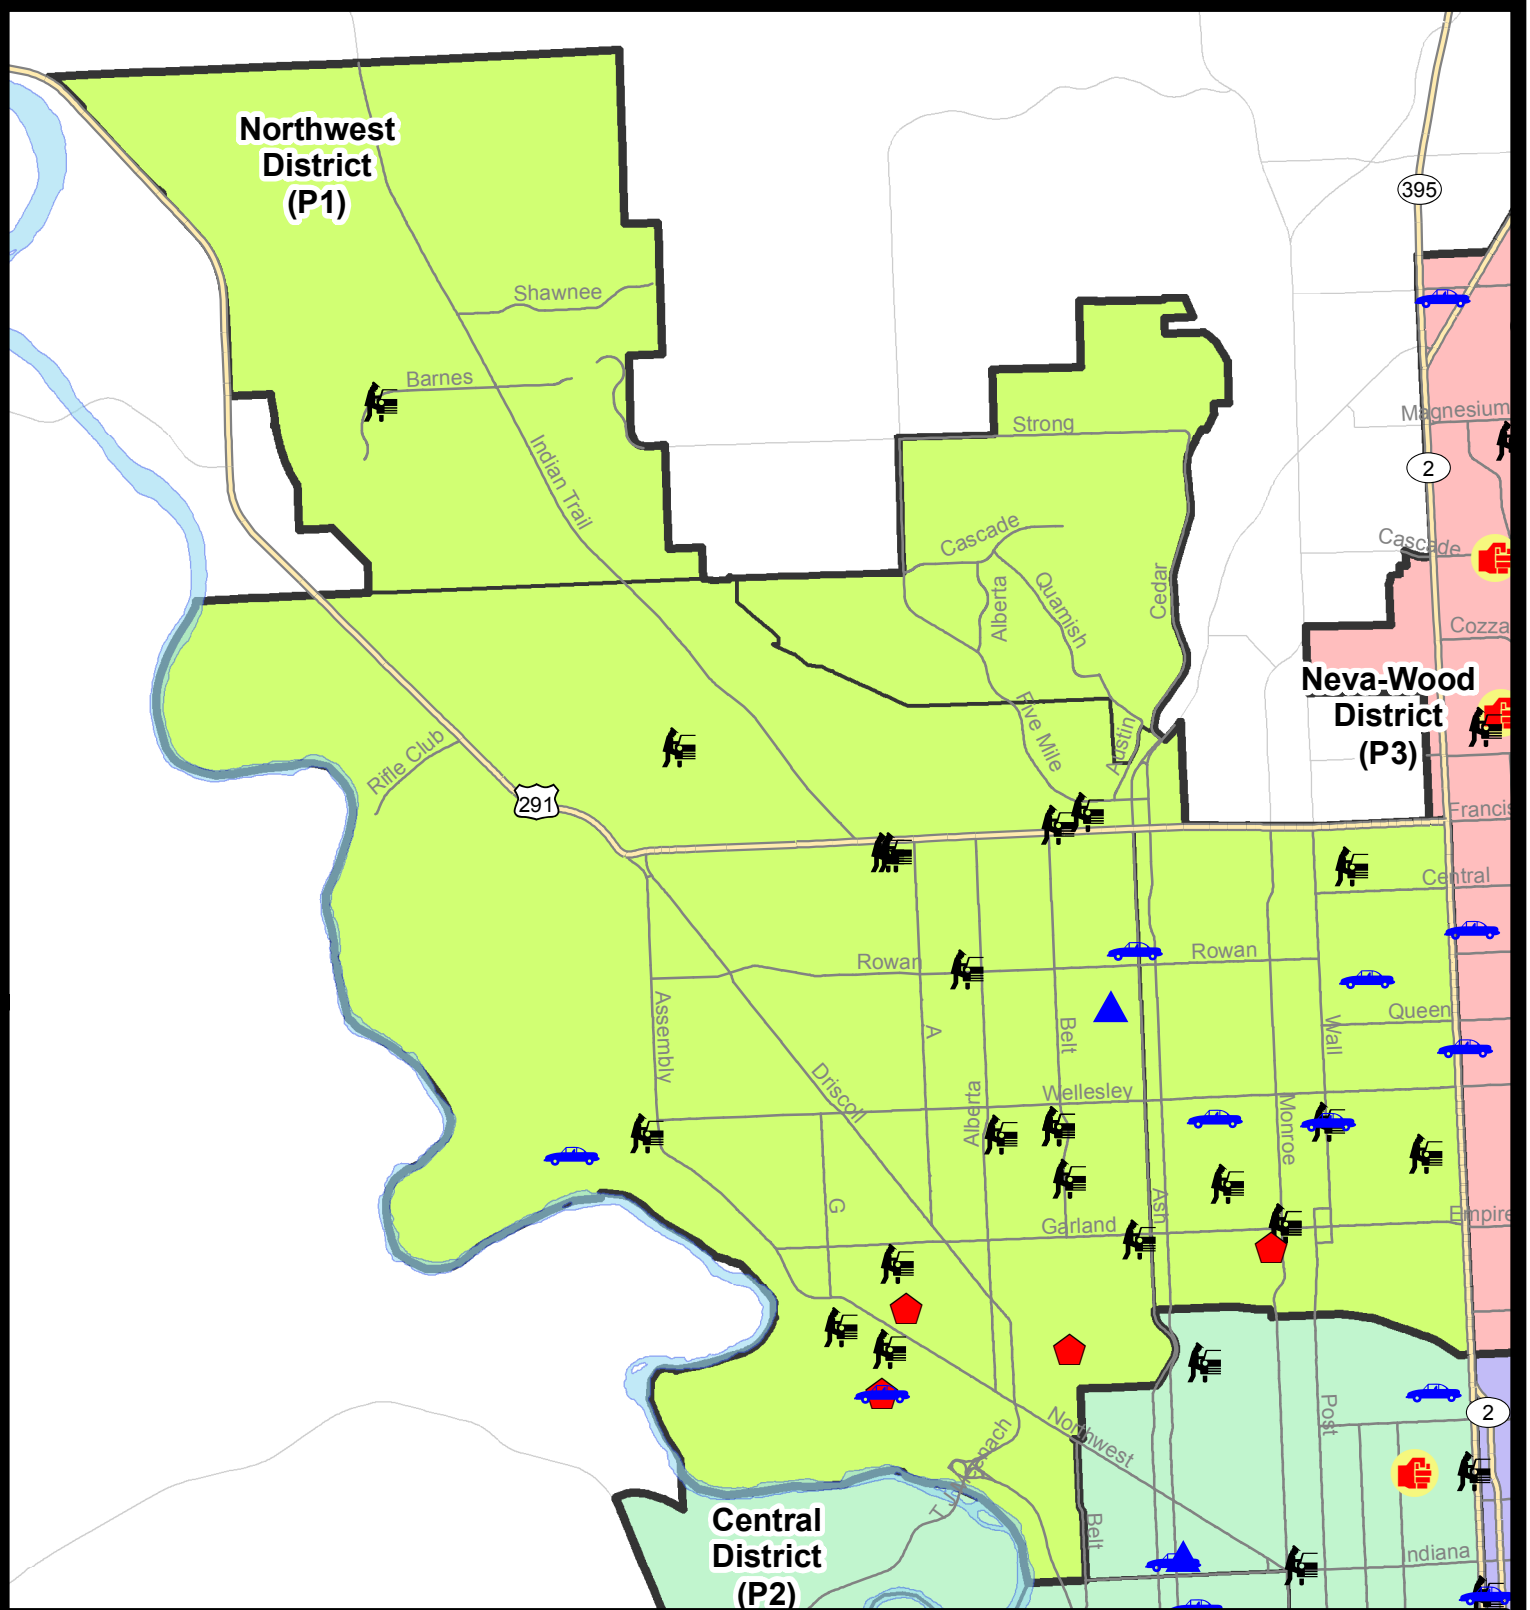 Northwest
District
(P1)
395
Shawnee
Barnes
Magnesium
Strong
Indian Trail
2
Cascade
Cascade
Alberta
Quamish
Cedar
Cozza
Neva-Wood
District
(P3)
Five Mile
Austin
Rifle Club
291
Francis
Central
Rowan
Rowan
Assembly
A
Belt
Queen
Wall
Driscoll
Wellesley
Alberta
Monroe
G
Ash
Garland
Empire
Post
2
Northwest
Central
District
(P2)
Belt
Indiana